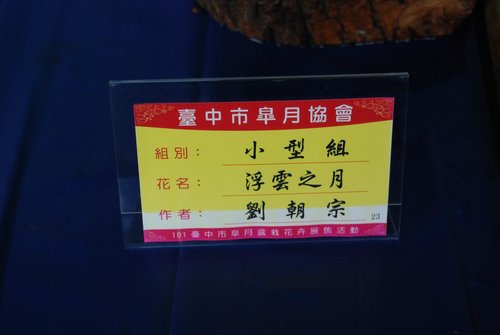 臺中市皐月協會
組別： 小型組
花名： 浮雲之月
作者： 劉朝宗 23
101臺中市皐月盆栽花卉展售活動